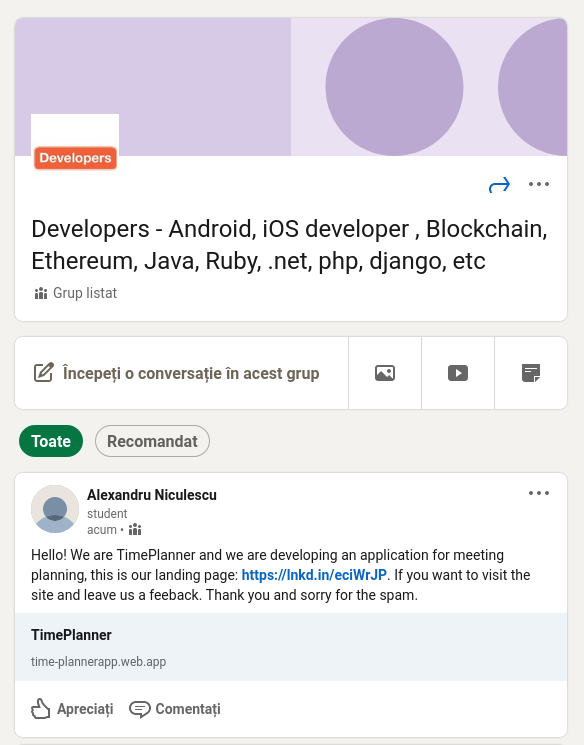 Developers
Developers - Android, iOS developer , Blockchain,
Ethereum, Java, Ruby, .net, php, django, etc
Grup listat
Începeți o conversație în acest grup
Toate
Recomandat
Alexandru Niculescu
student
acum •
Hello! We are TimePlanner and we are developing an application for meeting
planning, this is our landing page: https://lnkd.in/eciWrJP. If you want to visit the
site and leave us a feeback. Thank you and sorry for the spam.
TimePlanner
time-plannerapp.web.app
Apreciați
Comentați